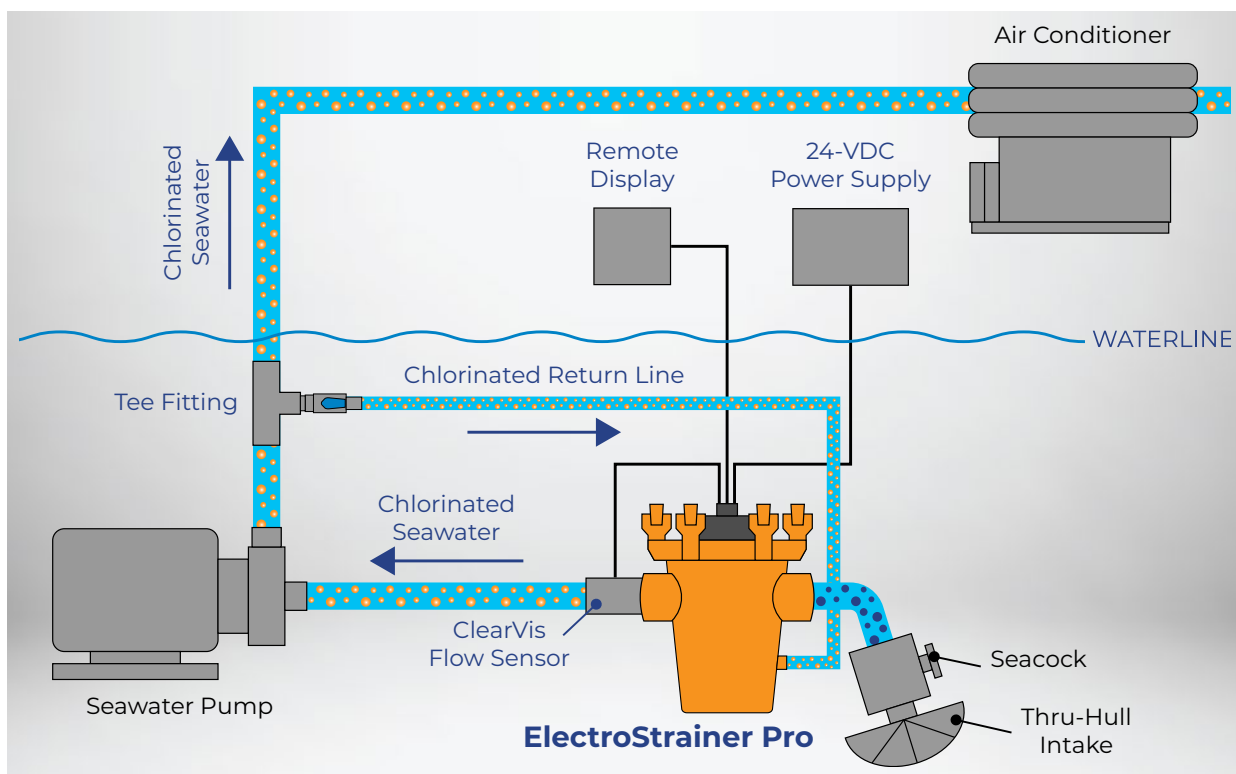 Air Conditioner
Chlorinated
Seawater
Remote
Display
24-VDC
Power Supply
WATERLINE
Tee Fitting
Chlorinated Return Line
Chlorinated
Seawater
ClearVis
Flow Sensor
Seacock
Seawater Pump
Thru-Hull
Intake
ElectroStrainer Pro